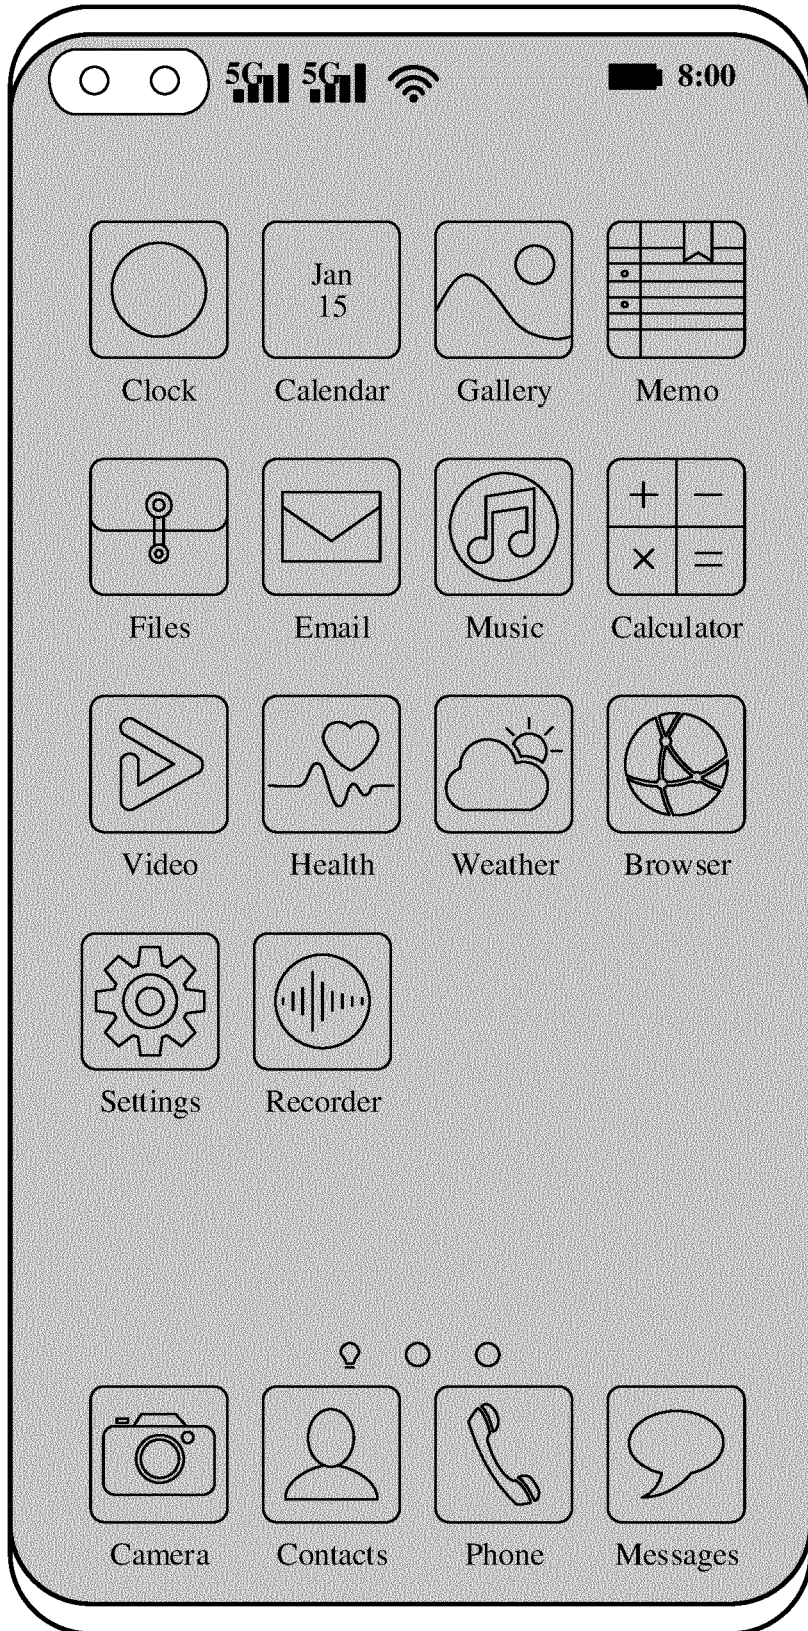 5G 5G 8:00
Jan
15
Clock Calendar Gallery Memo
Files Email Music Calculator
Video Health Weather Browser
Settings Recorder
Camera Contacts Phone Messages